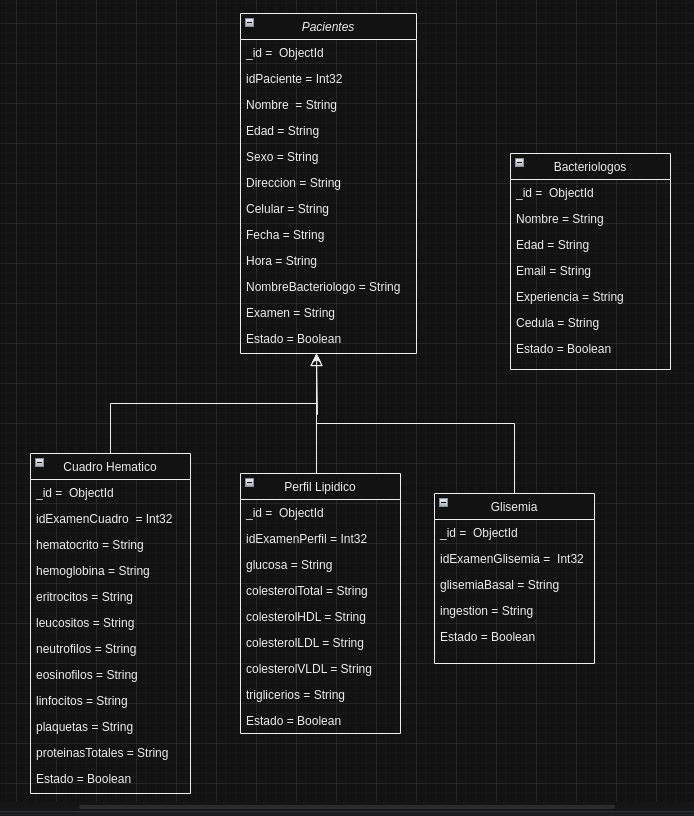 Pacientes
_id = ObjectId
idPaciente = Int32
Nombre = String
Edad = String
Sexo = String
Direccion = String
Celular = String
Fecha = String
Hora = String
NombreBacteriologo = String
Examen = String
Estado = Boolean
Bacteriologos
_id = ObjectId
Nombre = String
Edad = String
Email = String
Experiencia = String
Cedula = String
Estado = Boolean
Cuadro Hematico
_id = ObjectId
idExamenCuadro = Int32
hematocrito = String
hemoglobina = String
eritrocitos = String
leucositos = String
neutrofilos = String
eosinofilos = String
linfocitos = String
plaquetas = String
proteinasTotales = String
Estado = Boolean
Perfil Lipidico
_id = ObjectId
idExamenPerfil = Int32
glucosa = String
colesterolTotal = String
colesterolHDL = String
colesterolLDL = String
colesterolVLDL = String
triglicerios = String
Estado = Boolean
Glisemia
_id = ObjectId
idExamenGlisemia = Int32
glisemiaBasal = String
ingestion = String
Estado = Boolean